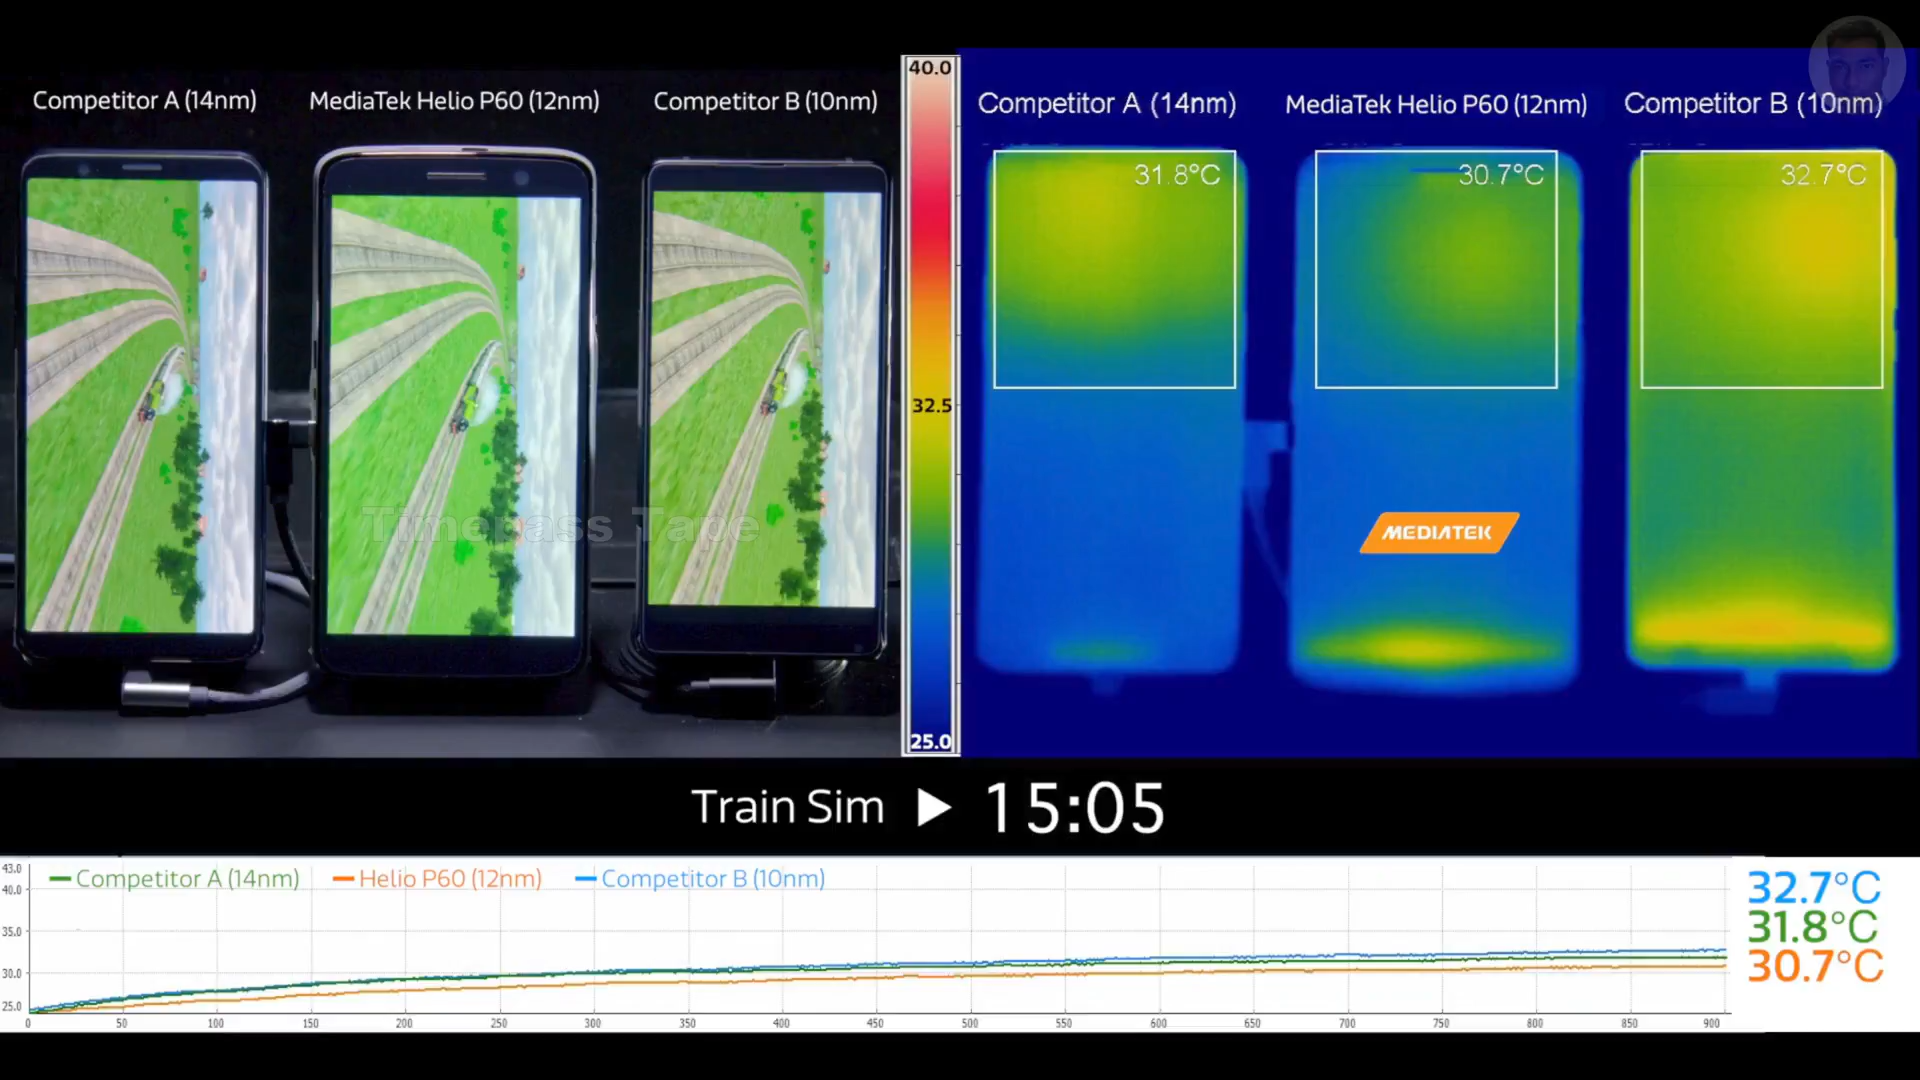 Competitor A (14nm)
MediaTek Helio P60 (12nm)
Competitor B (10nm)
40.0
32.5
25.0
Competitor A (14nm)
MediaTek Helio P60 (12nm)
Competitor B (10nm)
31.8°C
30.7°C
32.7°C
MEDIATEK
Timepass Tape
Train Sim ▶ 15:05
43.0
40.0
35.0
30.0
25.0
Competitor A (14nm)
Helio P60 (12nm)
Competitor B (10nm)
0 50 100 150 200 250 300 350 400 450 500 550 600 650 700 750 800 850 900
32.7°C
31.8°C
30.7°C